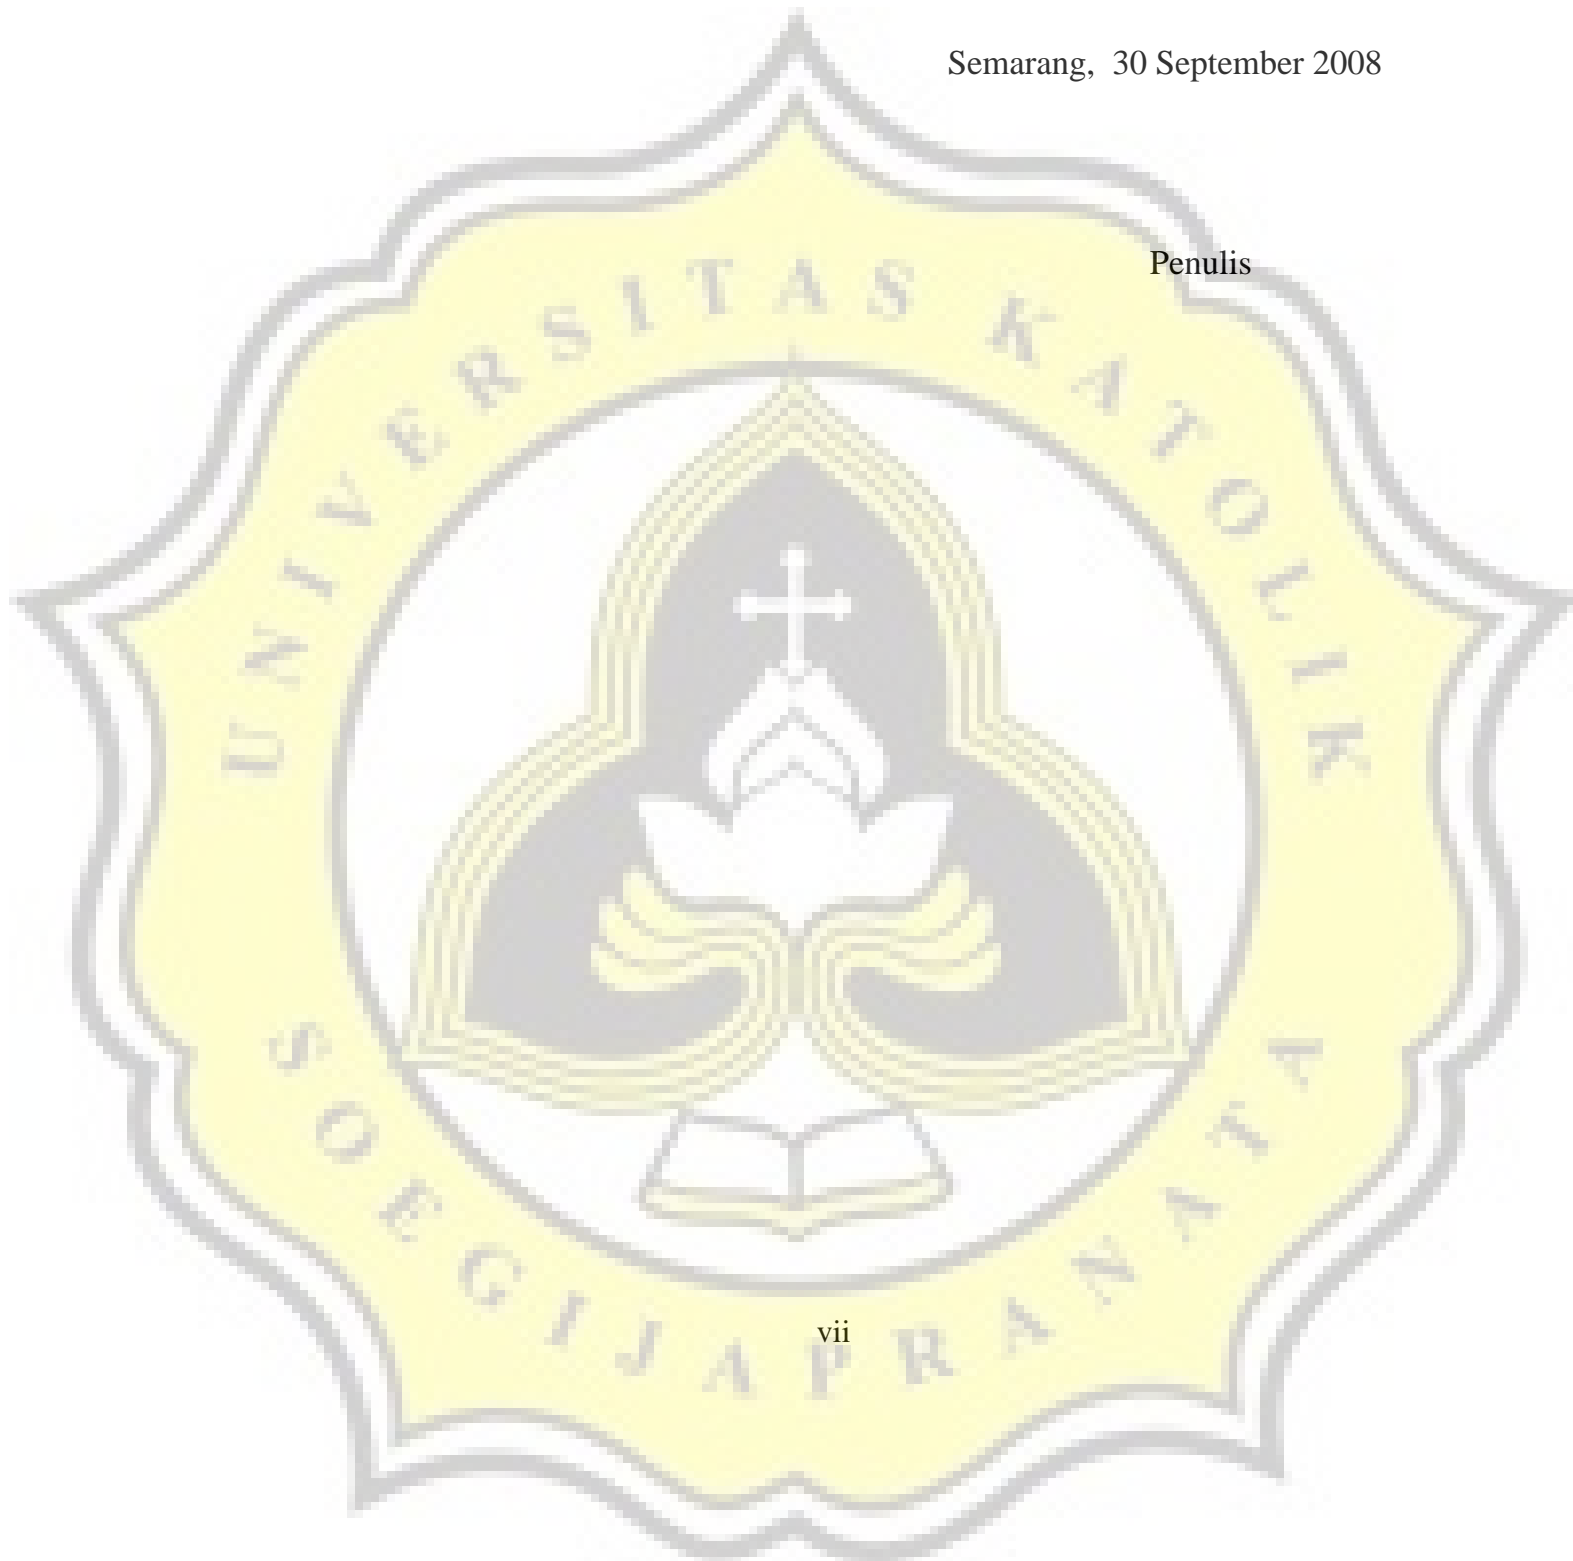 Semarang, 30 September 2008
Penulis
UNIVERSITAS KATOLIK
SOEGIJAPRANATA
vii